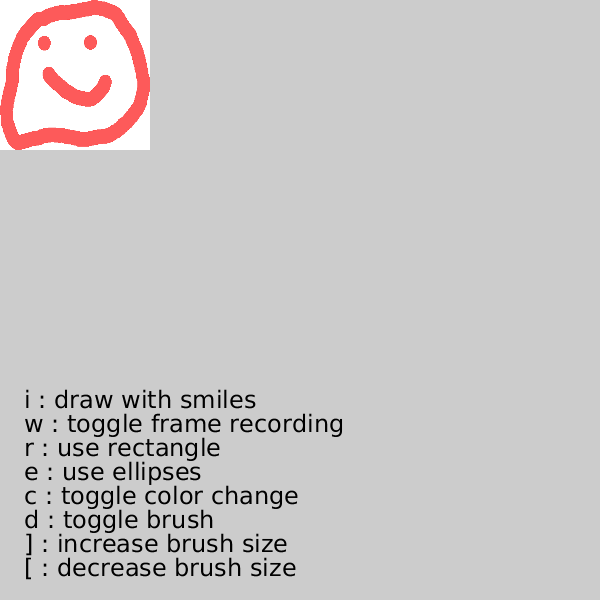 i : draw with smiles
w : toggle frame recording
r : use rectangle
e : use ellipses
c : toggle color change
d : toggle brush
] : increase brush size
[ : decrease brush size